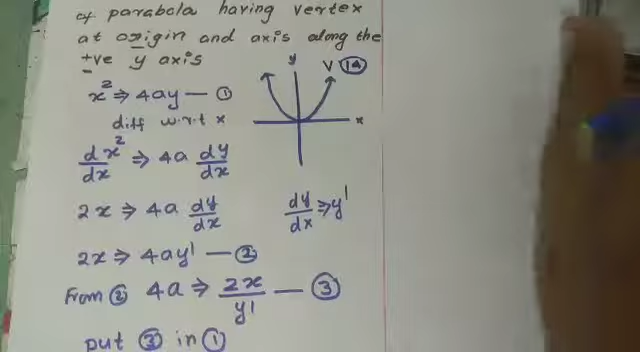 of parabola having vertex
at origin and axis along the
+ve y axis
y
V (14)
x
x² ⇒ 4ay — ①
diff w.r.t x
d/dx x² ⇒ 4a dy/dx
2x ⇒ 4a dy/dx
dy/dx ⇒ y'
2x ⇒ 4ay' — ②
From ② 4a ⇒ 2x/y' — ③
put ③ in ①